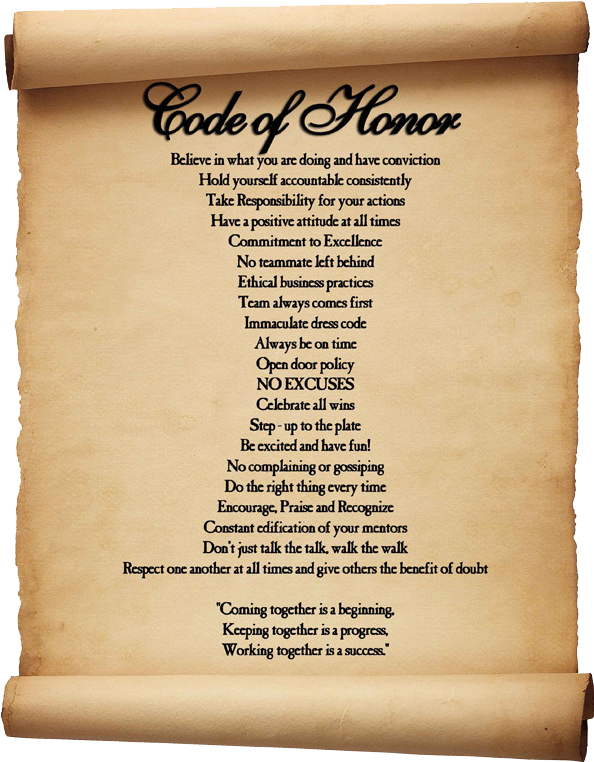 Code of Honor
Believe in what you are doing and have conviction
Hold yourself accountable consistently
Take Responsibility for your actions
Have a positive attitude at all times
Commitment to Excellence
No teammate left behind
Ethical business practices
Team always comes first
Immaculate dress code
Always be on time
Open door policy
NO EXCUSES
Celebrate all wins
Step - up to the plate
Be excited and have fun!
No complaining or gossiping
Do the right thing every time
Encourage, Praise and Recognize
Constant edification of your mentors
Don't just talk the talk, walk the walk
Respect one another at all times and give others the benefit of doubt
"Coming together is a beginning,
Keeping together is a progress,
Working together is a success."